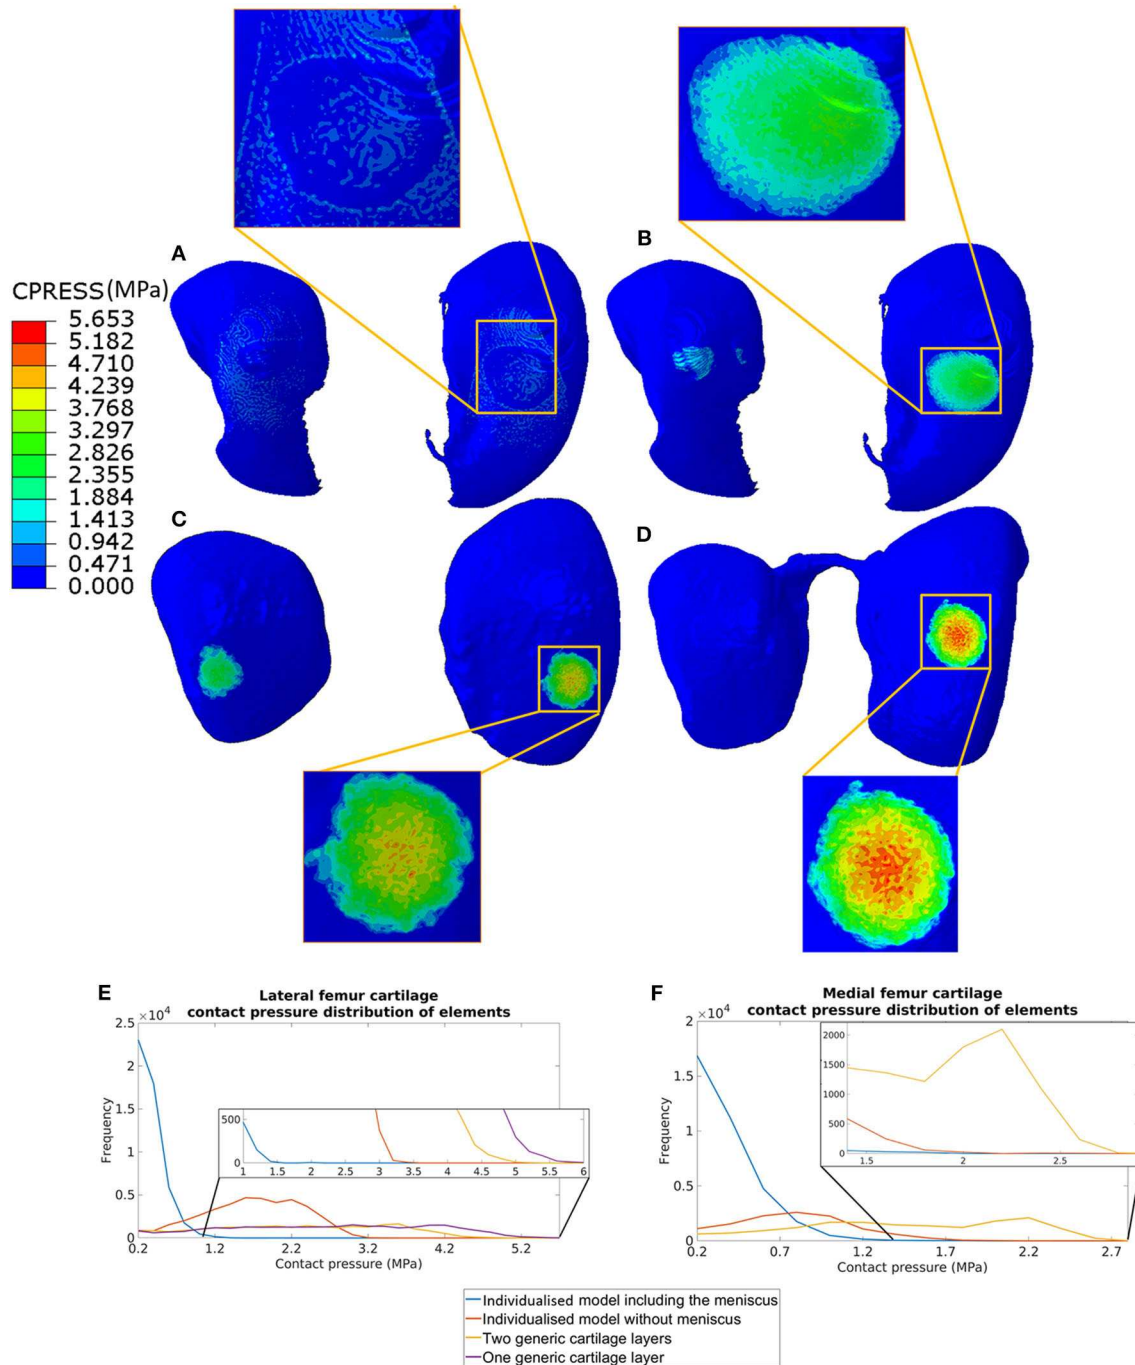 A
B
CPRESS (MPa)
5.653
5.182
4.710
4.239
3.768
3.297
2.826
2.355
1.884
1.413
0.942
0.471
0.000
C
D
E
Lateral femur cartilage
contact pressure distribution of elements
×10⁴
2.5
2
1.5
1
0.5
0
Frequency
500
0
1 1.5 2 2.5 3 3.5 4 4.5 5 5.5 6
0.2 1.2 2.2 3.2 4.2 5.2
Contact pressure (MPa)
F
Medial femur cartilage
contact pressure distribution of elements
×10⁴
2
1.5
1
0.5
0
Frequency
2000
1500
1000
500
0
1.5 2 2.5
0.2 0.7 1.2 1.7 2.2 2.7
Contact pressure (MPa)
Individualised model including the meniscus
Individualised model without meniscus
Two generic cartilage layers
One generic cartilage layer